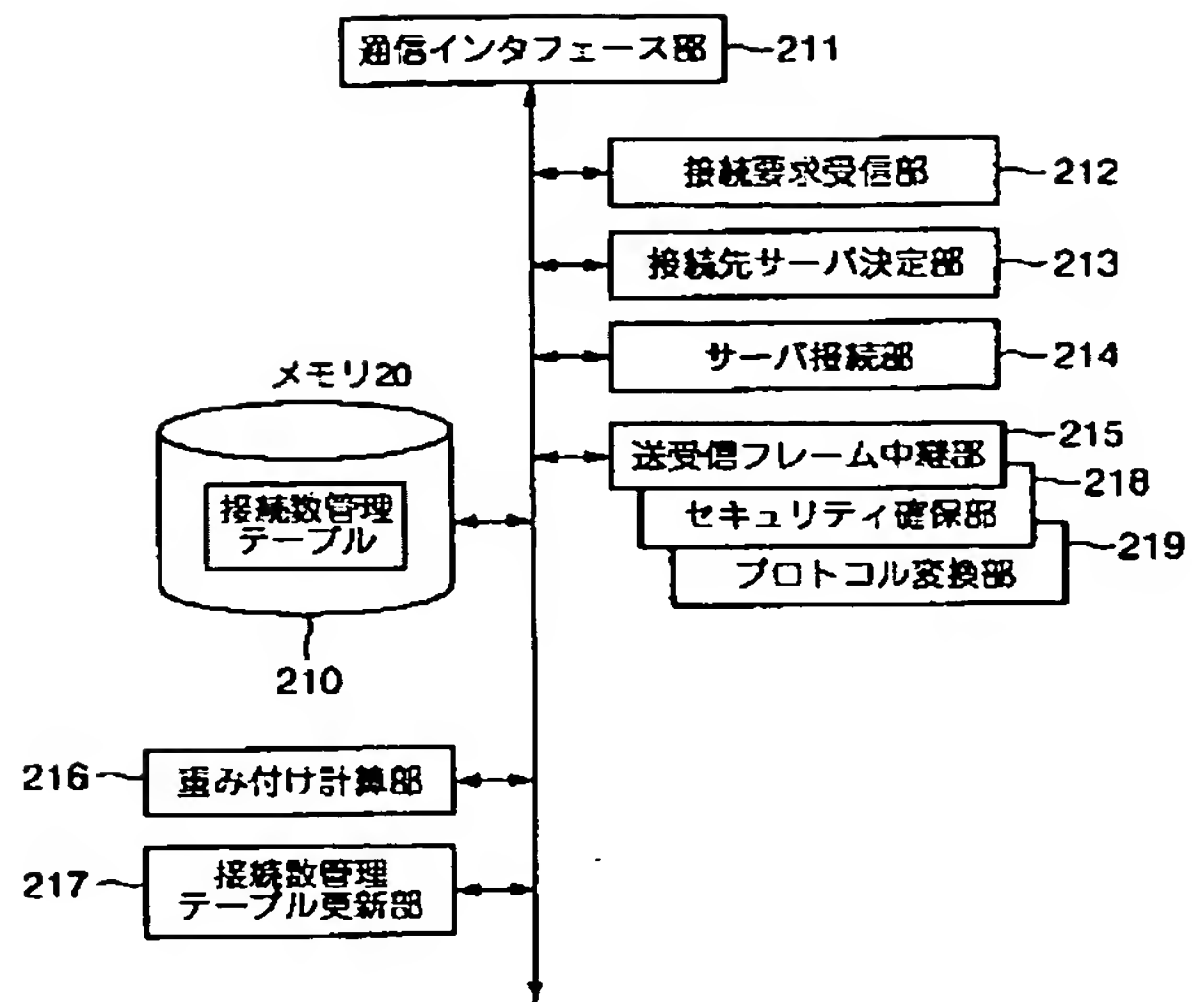 通信インタフェース部 211
接続要求受信部 212
接続先サーバ決定部 213
サーバ接続部 214
メモリ20
送受信フレーム中継部 215
セキュリティ確保部 218
プロトコル変換部 219
接続数管理
テーブル
210
216 重み付け計算部
217 接続数管理
テーブル更新部